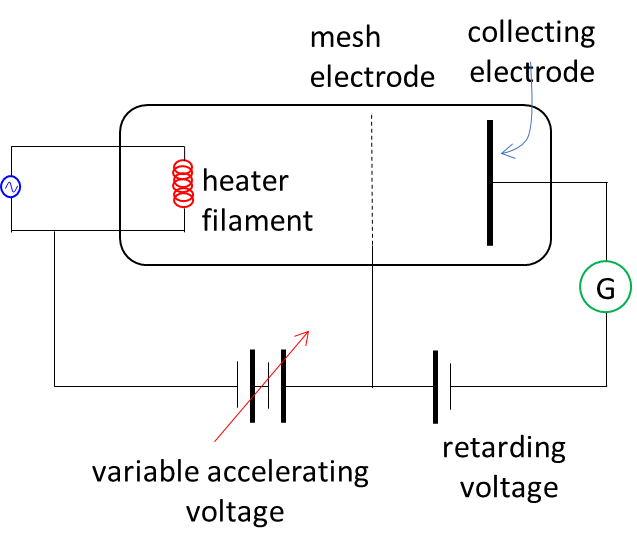 mesh
electrode
collecting
electrode
heater
filament
G
variable accelerating
voltage
retarding
voltage